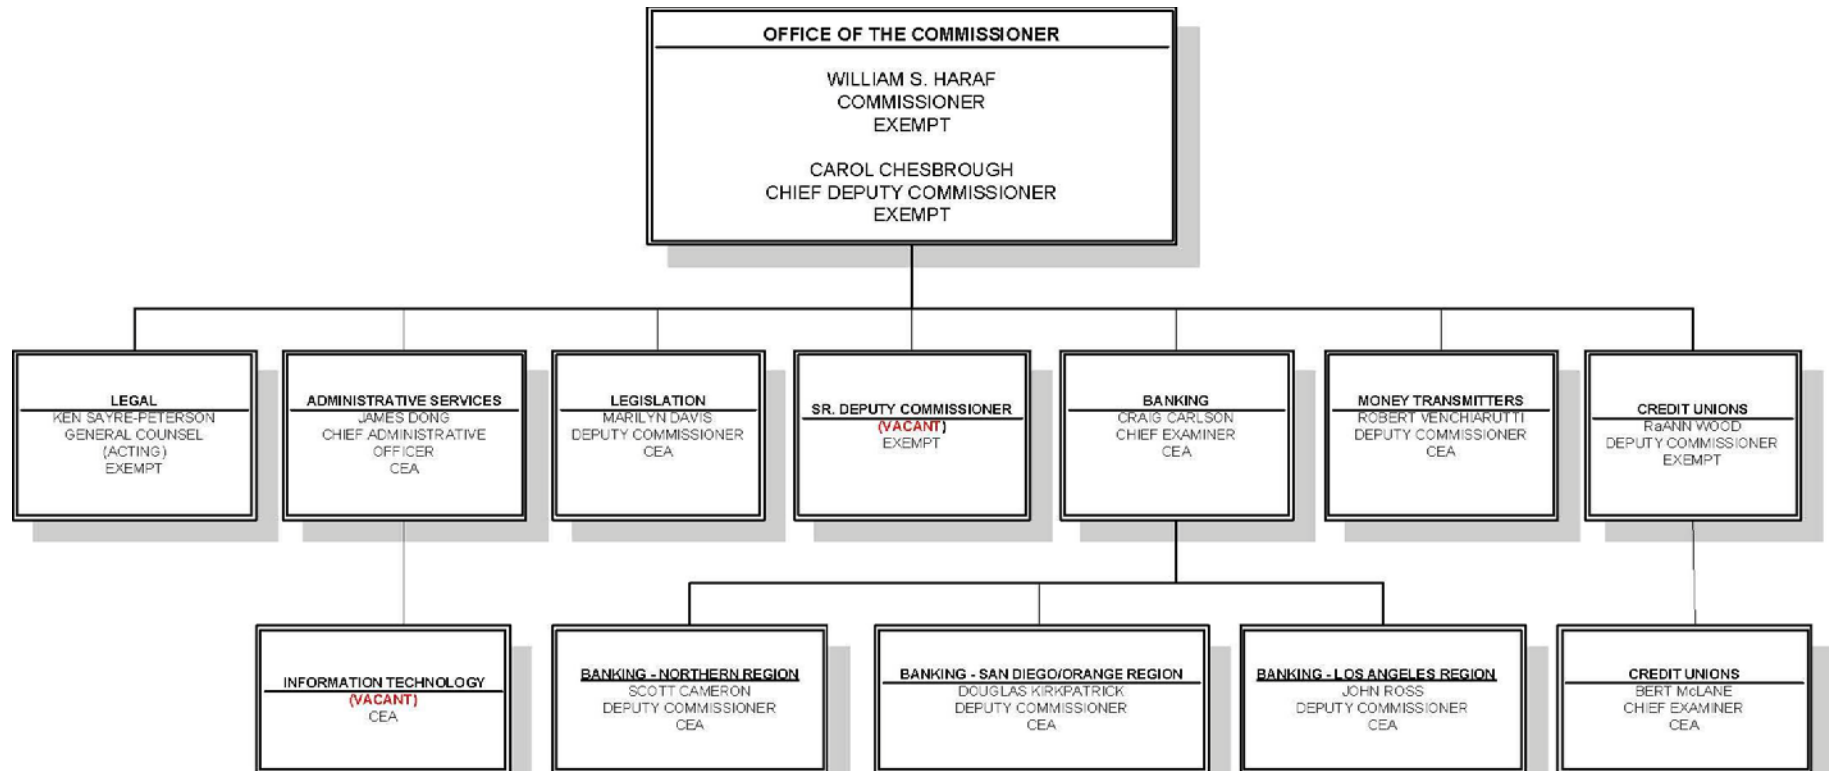 OFFICE OF THE COMMISSIONER
WILLIAM S. HARAF
COMMISSIONER
EXEMPT
CAROL CHESBROUGH
CHIEF DEPUTY COMMISSIONER
EXEMPT
LEGAL
KEN SAYRE-PETERSON
GENERAL COUNSEL
(ACTING)
EXEMPT
ADMINISTRATIVE SERVICES
JAMES DONG
CHIEF ADMINISTRATIVE
OFFICER
CEA
LEGISLATION
MARILYN DAVIS
DEPUTY COMMISSIONER
CEA
SR. DEPUTY COMMISSIONER
(VACANT)
EXEMPT
BANKING
CRAIG CARLSON
CHIEF EXAMINER
CEA
MONEY TRANSMITTERS
ROBERT VENCHIARUTTI
DEPUTY COMMISSIONER
CEA
CREDIT UNIONS
RaANN WOOD
DEPUTY COMMISSIONER
EXEMPT
INFORMATION TECHNOLOGY
(VACANT)
CEA
BANKING - NORTHERN REGION
SCOTT CAMERON
DEPUTY COMMISSIONER
CEA
BANKING - SAN DIEGO/ORANGE REGION
DOUGLAS KIRKPATRICK
DEPUTY COMMISSIONER
CEA
BANKING - LOS ANGELES REGION
JOHN ROSS
DEPUTY COMMISSIONER
CEA
CREDIT UNIONS
BERT McLANE
CHIEF EXAMINER
CEA